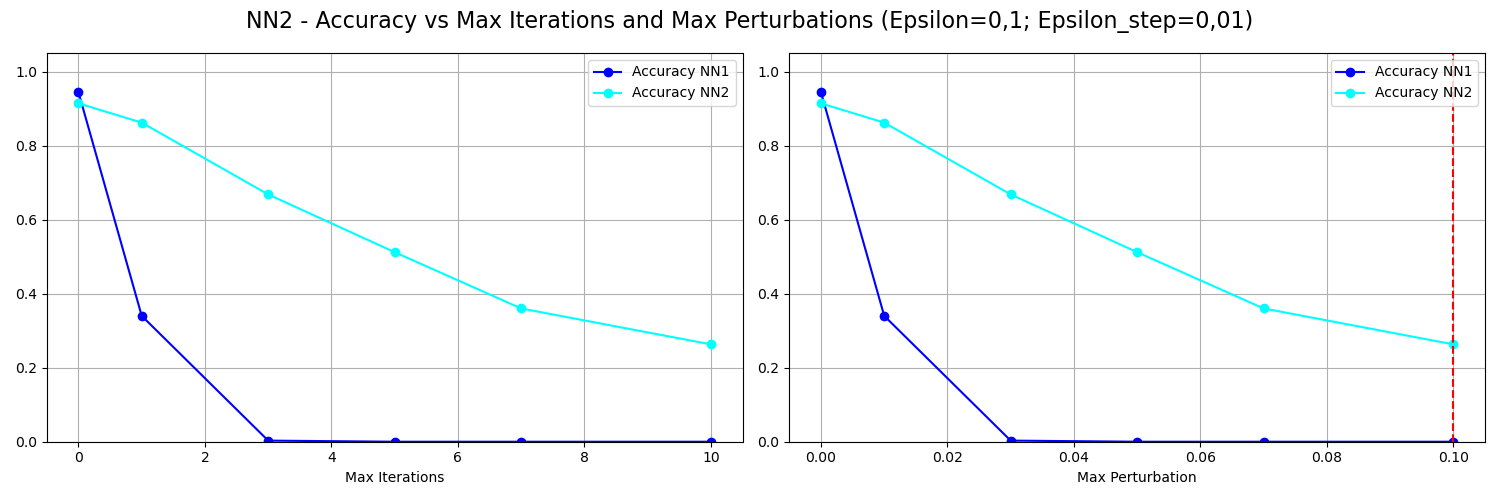 NN2 - Accuracy vs Max Iterations and Max Perturbations (Epsilon=0,1; Epsilon_step=0,01)
1.0
0.8
0.6
0.4
0.2
0.0
Accuracy NN1
Accuracy NN2
0 2 4 6 8 10
Max Iterations
1.0
0.8
0.6
0.4
0.2
0.0
Accuracy NN1
Accuracy NN2
0.00 0.02 0.04 0.06 0.08 0.10
Max Perturbation